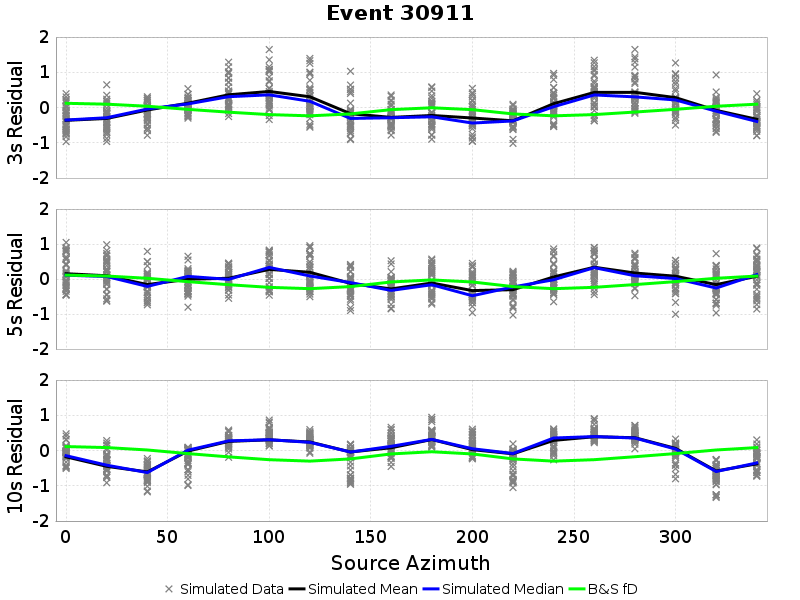 Event 30911
2
1
0
-1
-2
3s Residual
2
1
0
-1
-2
5s Residual
2
1
0
-1
-2
10s Residual
0 50 100 150 200 250 300
Source Azimuth
Simulated Data Simulated Mean Simulated Median B&S fD